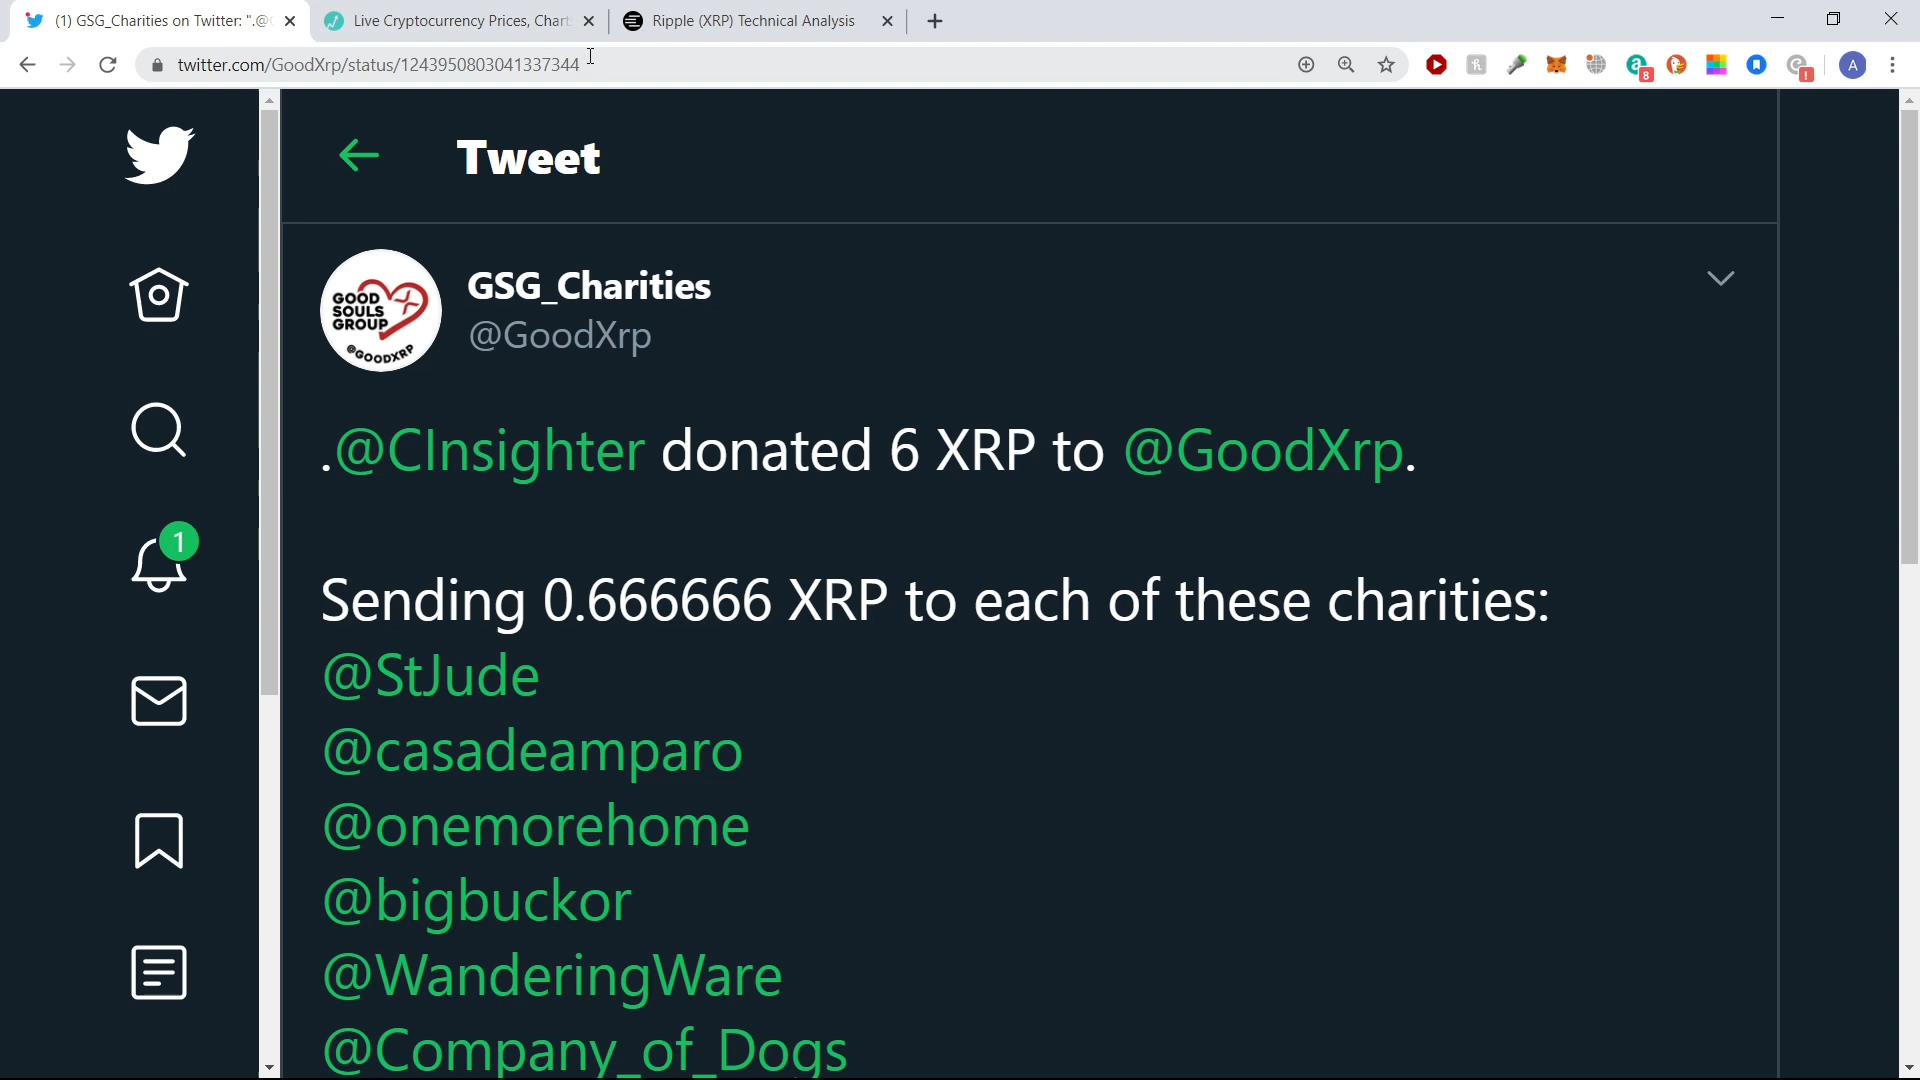 (1) GSG_Charities on Twitter: ".@
Live Cryptocurrency Prices, Chart
Ripple (XRP) Technical Analysis
twitter.com/GoodXrp/status/1243950803041337344
8
A
Tweet
GOOD
SOULS
GROUP
@GOODXRP
GSG_Charities
@GoodXrp
.@CInsighter donated 6 XRP to @GoodXrp.
1
Sending 0.666666 XRP to each of these charities:
@StJude
@casadeamparo
@onemorehome
@bigbuckor
@WanderingWare
@Company_of_Dogs